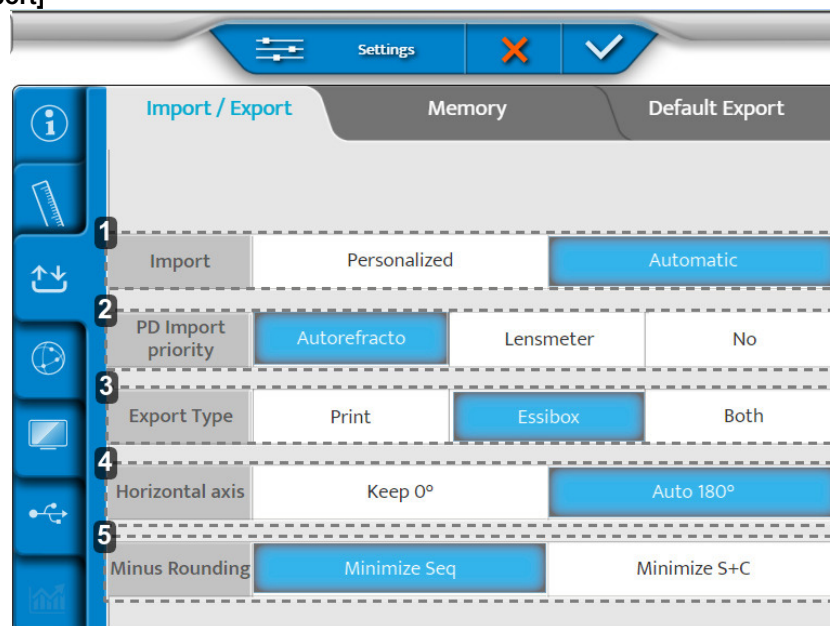 ort]
Settings
Import / Export Memory Default Export
1
Import Personalized Automatic
2
PD Import priority Autorefracto Lensmeter No
3
Export Type Print Essibox Both
4
Horizontal axis Keep 0° Auto 180°
5
Minus Rounding Minimize Seq Minimize S+C